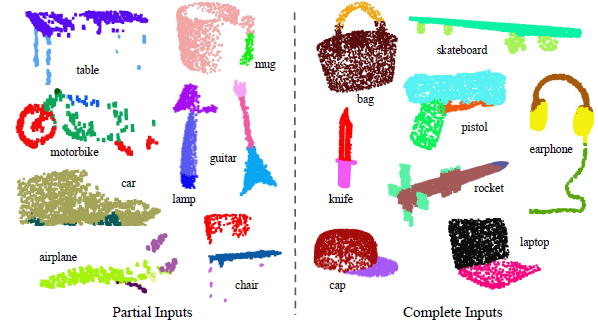 table
mug
motorbike
guitar
lamp
car
airplane
chair
Partial Inputs
bag
skateboard
pistol
earphone
knife
rocket
laptop
cap
Complete Inputs